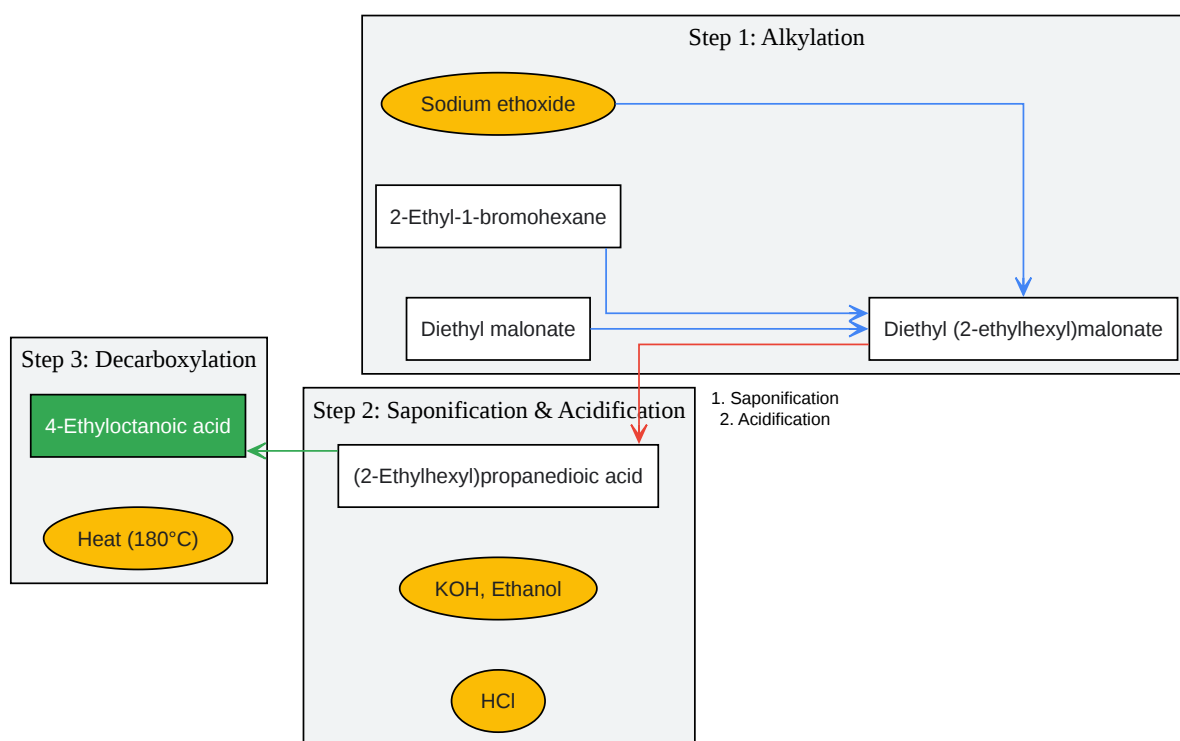 Step 1: Alkylation
Sodium ethoxide
2-Ethyl-1-bromohexane
Diethyl malonate
Diethyl (2-ethylhexyl)malonate
1. Saponification
2. Acidification
Step 2: Saponification & Acidification
(2-Ethylhexyl)propanedioic acid
KOH, Ethanol
HCl
Step 3: Decarboxylation
4-Ethyloctanoic acid
Heat (180°C)